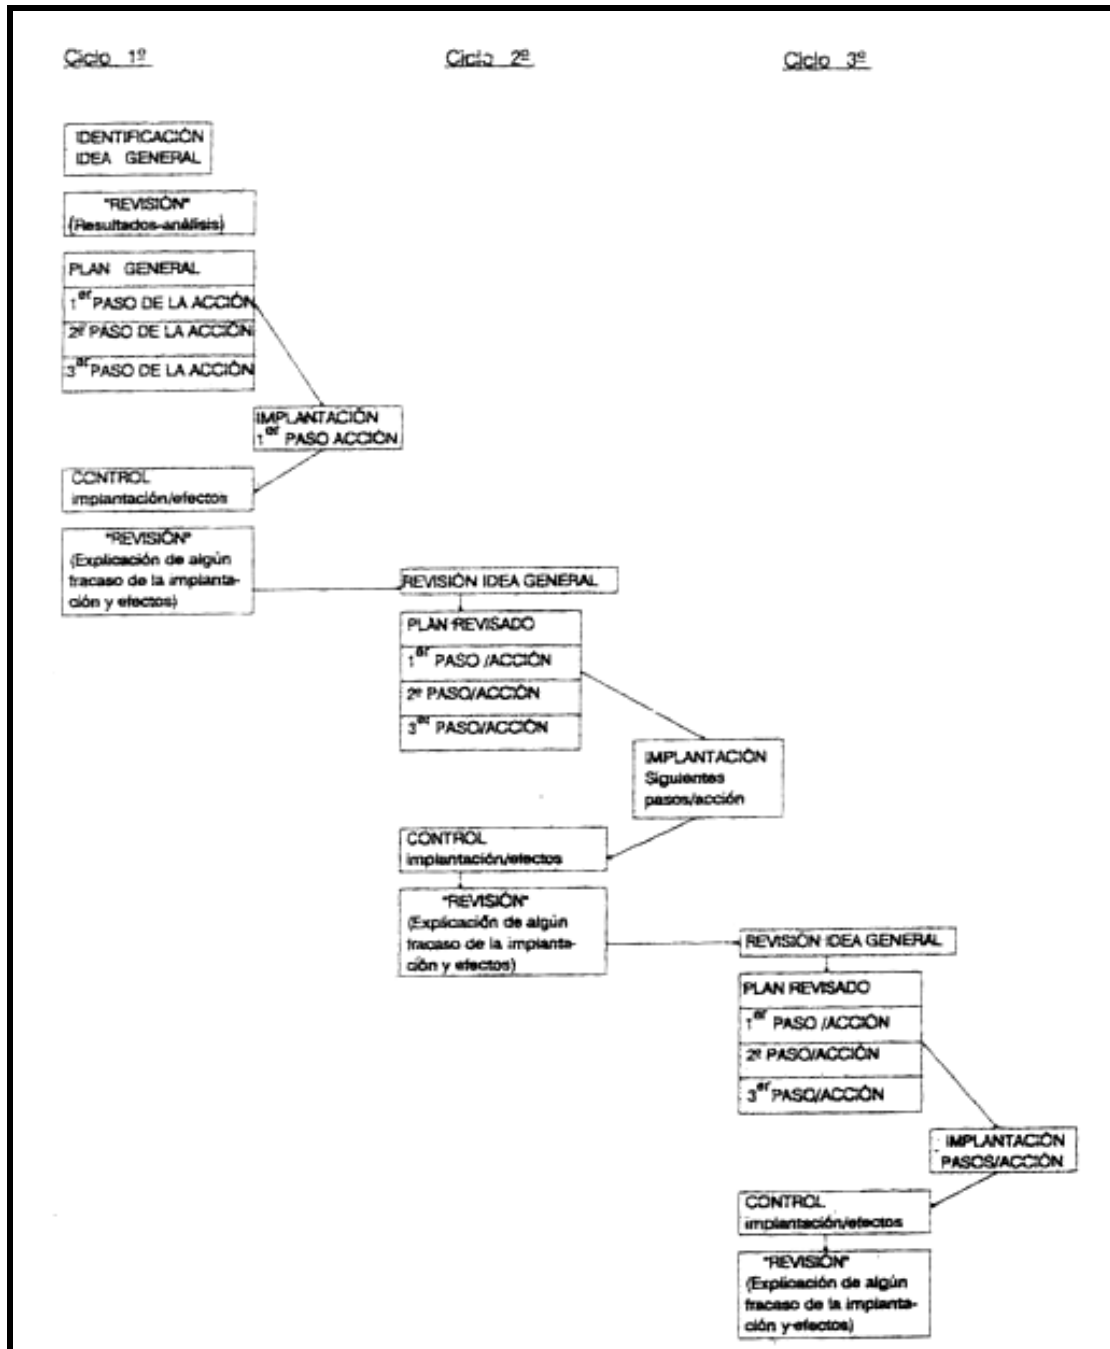 Ciclo 1º
Ciclo 2º
Ciclo 3º
IDENTIFICACIÓN
IDEA GENERAL
"REVISIÓN"
(Resultados-análisis)
PLAN GENERAL
1er PASO DE LA ACCIÓN
2º PASO DE LA ACCIÓN
3er PASO DE LA ACCIÓN
IMPLANTACIÓN
1er PASO ACCIÓN
CONTROL
implantación/efectos
"REVISIÓN"
(Explicación de algún
fracaso de la implanta-
ción y efectos)
REVISIÓN IDEA GENERAL
PLAN REVISADO
1er PASO /ACCIÓN
2º PASO/ACCIÓN
3er PASO/ACCIÓN
IMPLANTACIÓN
Siguientes
pasos/acción
CONTROL
implantación/efectos
"REVISIÓN"
(Explicación de algún
fracaso de la implanta-
ción y efectos)
REVISIÓN IDEA GENERAL
PLAN REVISADO
1er PASO /ACCIÓN
2º PASO/ACCIÓN
3er PASO/ACCIÓN
IMPLANTACIÓN
PASOS/ACCIÓN
CONTROL
implantación/efectos
"REVISIÓN"
(Explicación de algún
fracaso de la implanta-
ción y efectos)